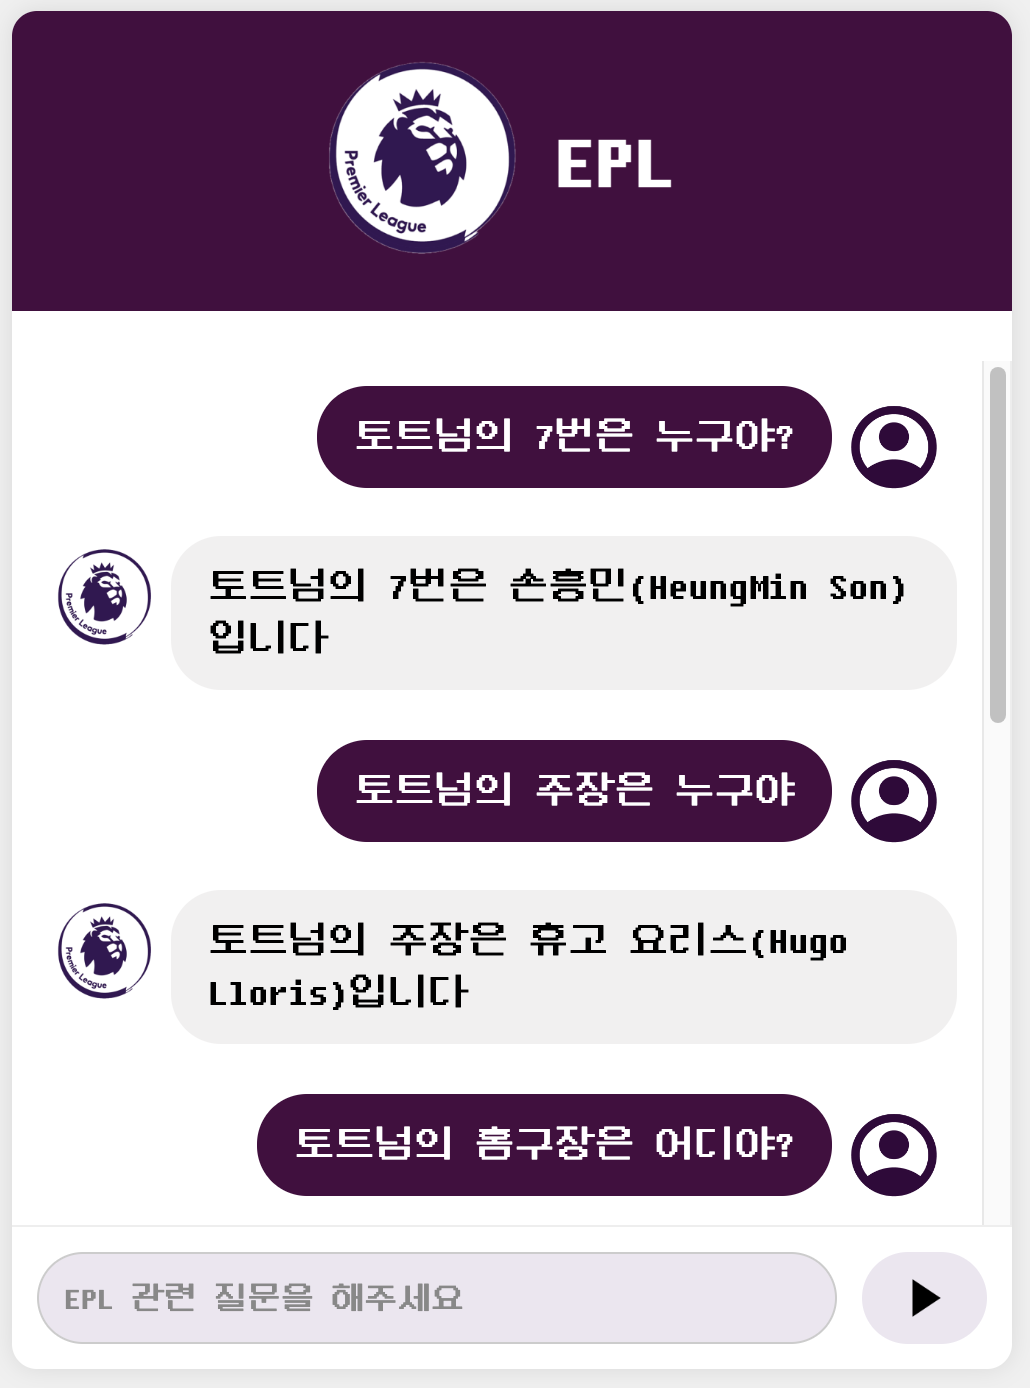 Premier League
EPL
토트넘의 7번은 누구야?
Premier League
토트넘의 7번은 손흥민(HeungMin Son)
입니다
토트넘의 주장은 누구야
Premier League
토트넘의 주장은 휴고 요리스(Hugo
Lloris)입니다
토트넘의 홈구장은 어디야?
EPL 관련 질문을 해주세요